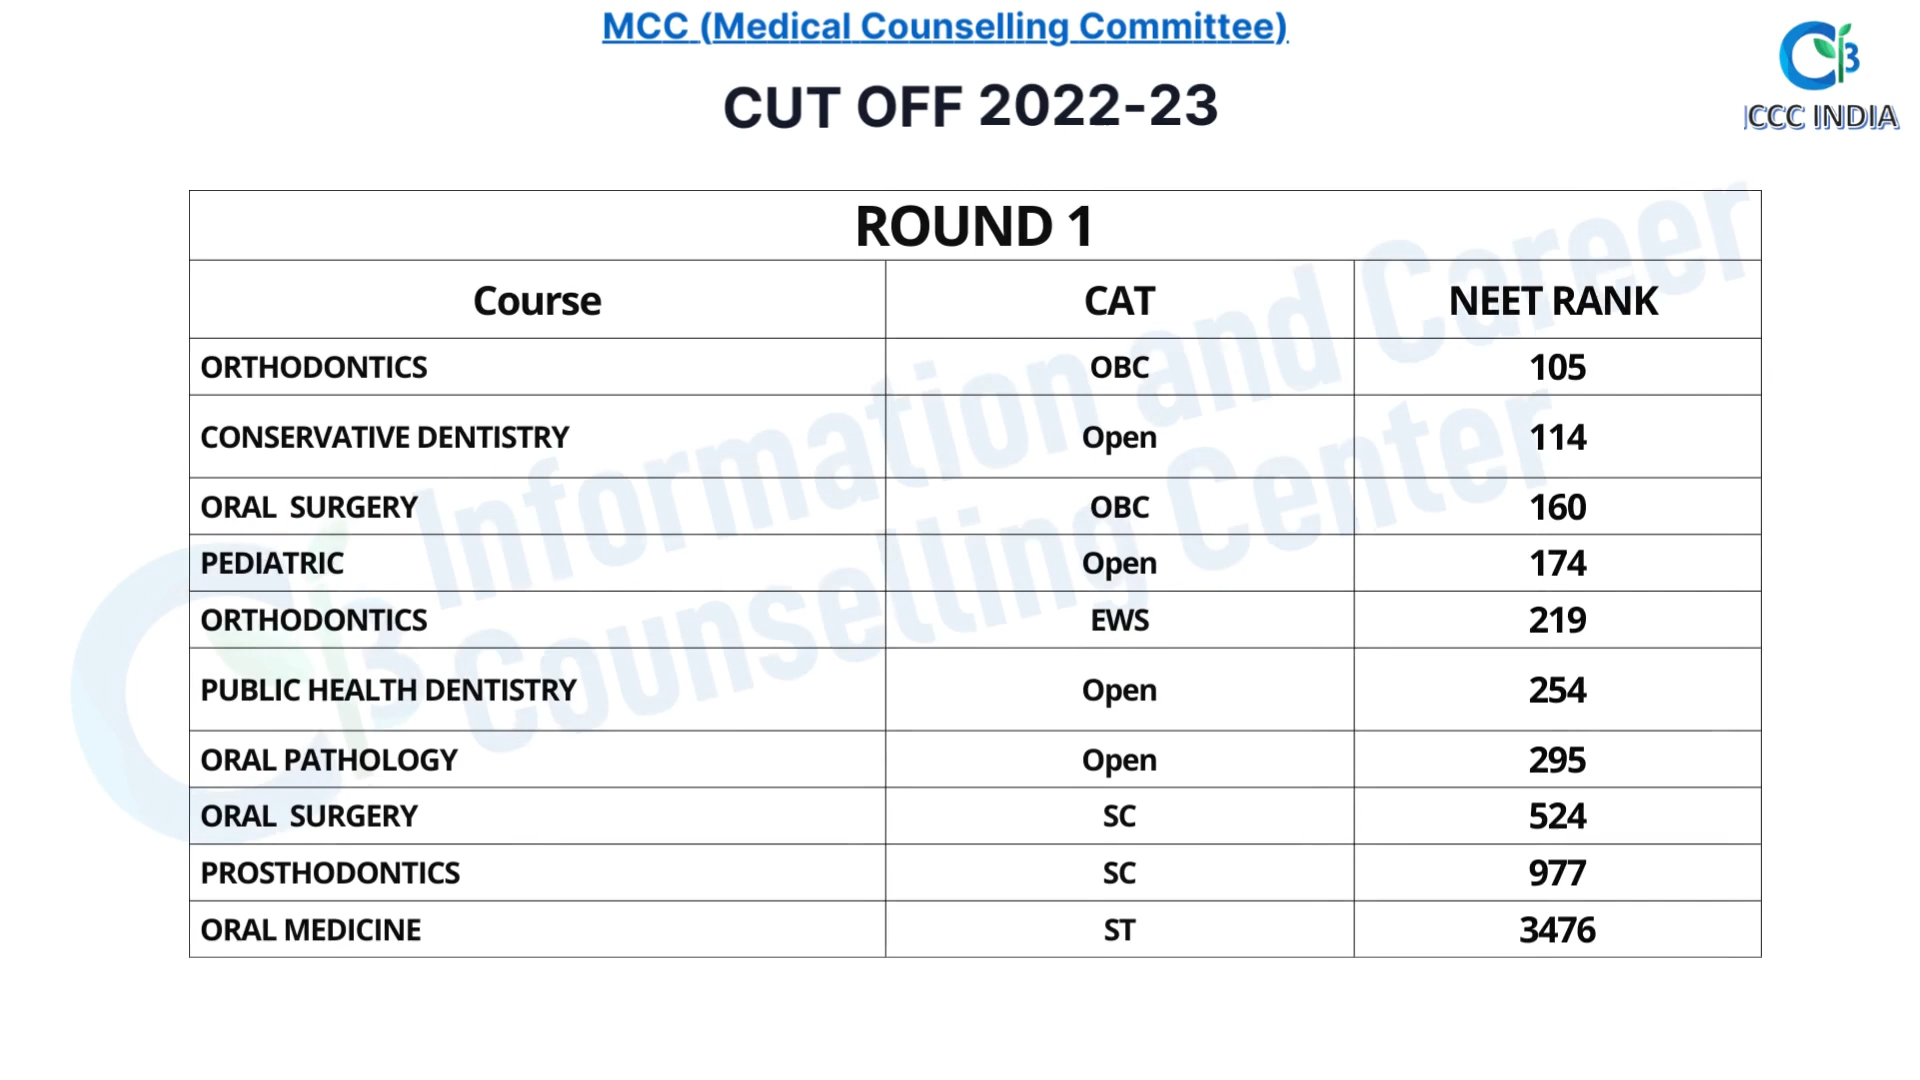 MCC (Medical Counselling Committee)
CUT OFF 2022-23
ICCC INDIA
ROUND 1
Course CAT NEET RANK
ORTHODONTICS OBC 105
CONSERVATIVE DENTISTRY Open 114
ORAL  SURGERY OBC 160
PEDIATRIC Open 174
ORTHODONTICS EWS 219
PUBLIC HEALTH DENTISTRY Open 254
ORAL PATHOLOGY Open 295
ORAL  SURGERY SC 524
PROSTHODONTICS SC 977
ORAL MEDICINE ST 3476
Information and Career
Counselling Center